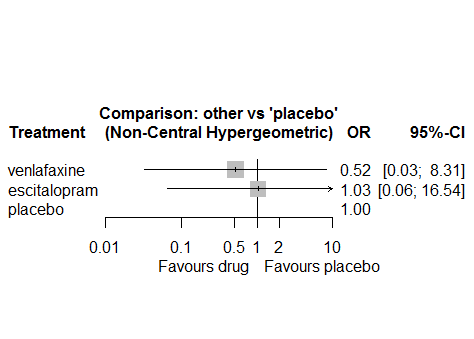 Comparison: other vs 'placebo'
Treatment (Non-Central Hypergeometric) OR 95%-CI
venlafaxine 0.52 [0.03; 8.31]
escitalopram 1.03 [0.06; 16.54]
placebo 1.00
0.01 0.1 0.5 1 2 10
Favours drug Favours placebo